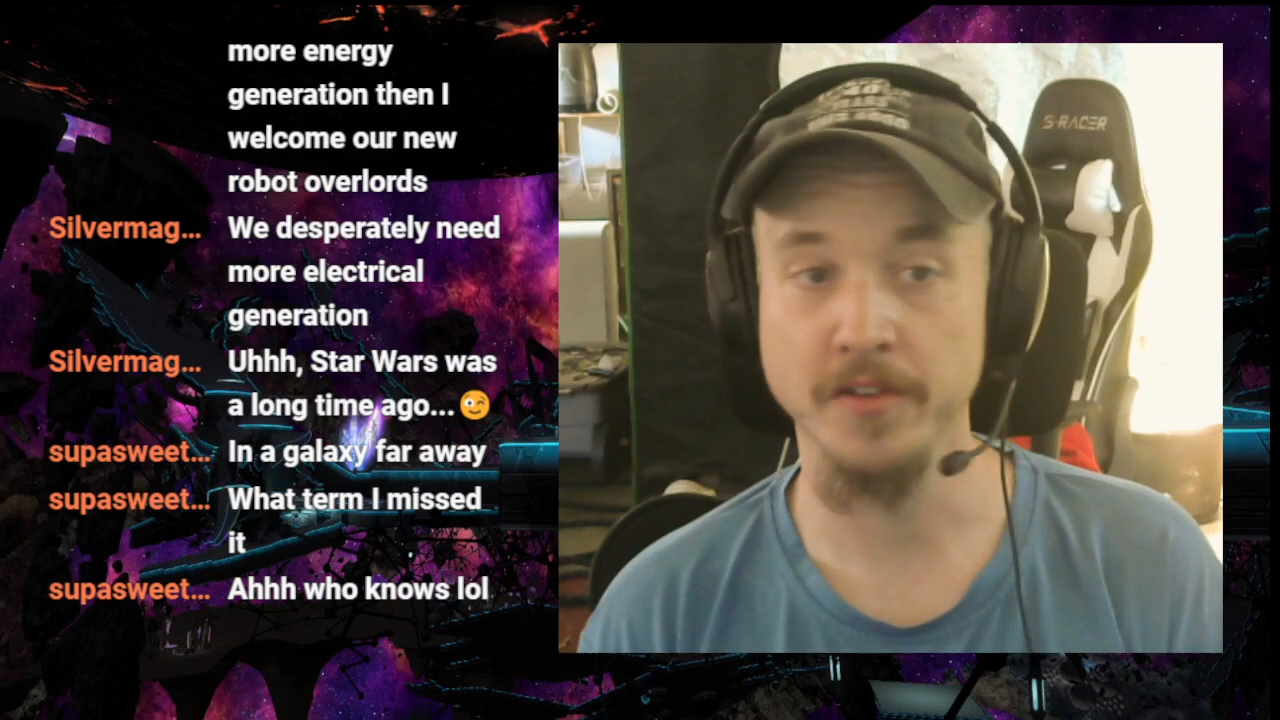 more energy
generation then I
welcome our new
robot overlords
Silvermag... We desperately need
more electrical
generation
Silvermag... Uhhh, Star Wars was
a long time ago...😉
supasweet... In a galaxy far away
supasweet... What term I missed
it
supasweet... Ahhh who knows lol
S-RACER